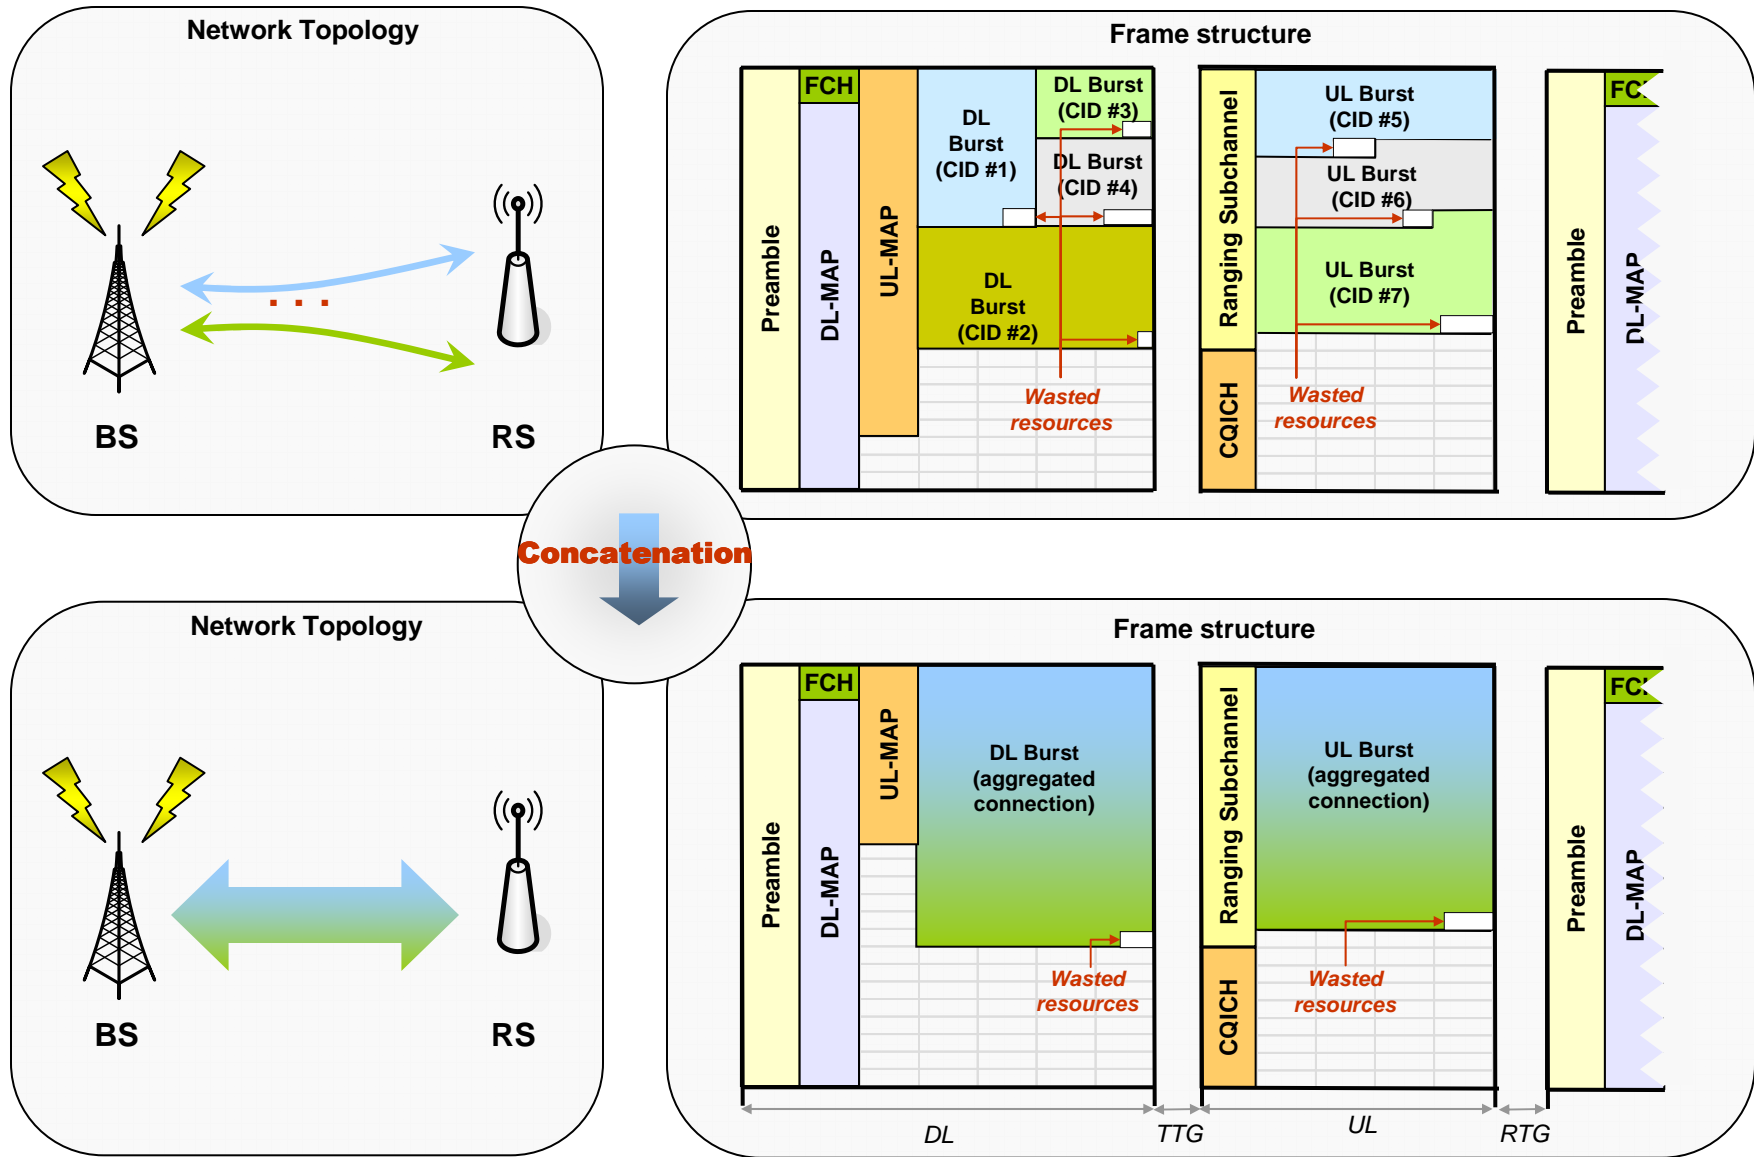 Network Topology
BS
RS
. . .
Frame structure
Preamble
FCH
DL-MAP
UL-MAP
DL
Burst
(CID #1)
DL Burst
(CID #3)
DL Burst
(CID #4)
DL
Burst
(CID #2)
Wasted
resources
Ranging Subchannel
CQICH
UL Burst
(CID #5)
UL Burst
(CID #6)
UL Burst
(CID #7)
Wasted
resources
Preamble
FCH
DL-MAP
Concatenation
Network Topology
BS
RS
Frame structure
Preamble
FCH
DL-MAP
UL-MAP
DL Burst
(aggregated
connection)
Wasted
resources
Ranging Subchannel
CQICH
UL Burst
(aggregated
connection)
Wasted
resources
Preamble
FCH
DL-MAP
DL
TTG
UL
RTG